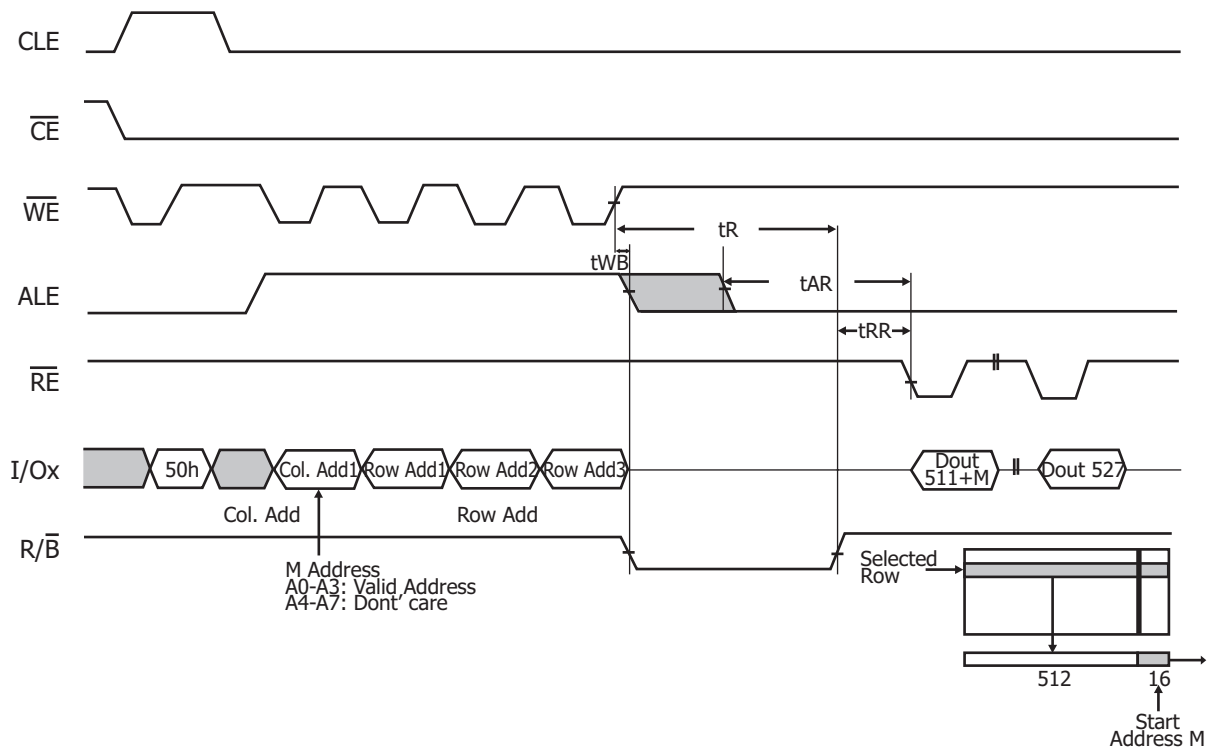 CLE
CE
WE
tR
tWB
ALE
tAR
tRR
RE
I/Ox
50h
Col. Add1
Row Add1
Row Add2
Row Add3
Dout
511+M
Dout 527
Col. Add
Row Add
R/B
M Address
A0-A3: Valid Address
A4-A7: Dont' care
Selected
Row
512
16
Start
Address M